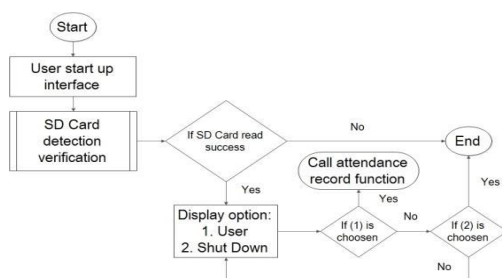 Start
User start up
interface
SD Card
detection
verification
If SD Card read
success
No
End
Yes
Call attendance
record function
Yes
Yes
Display option:
1. User
2. Shut Down
If (1) is
choosen
No
If (2) is
choosen
No